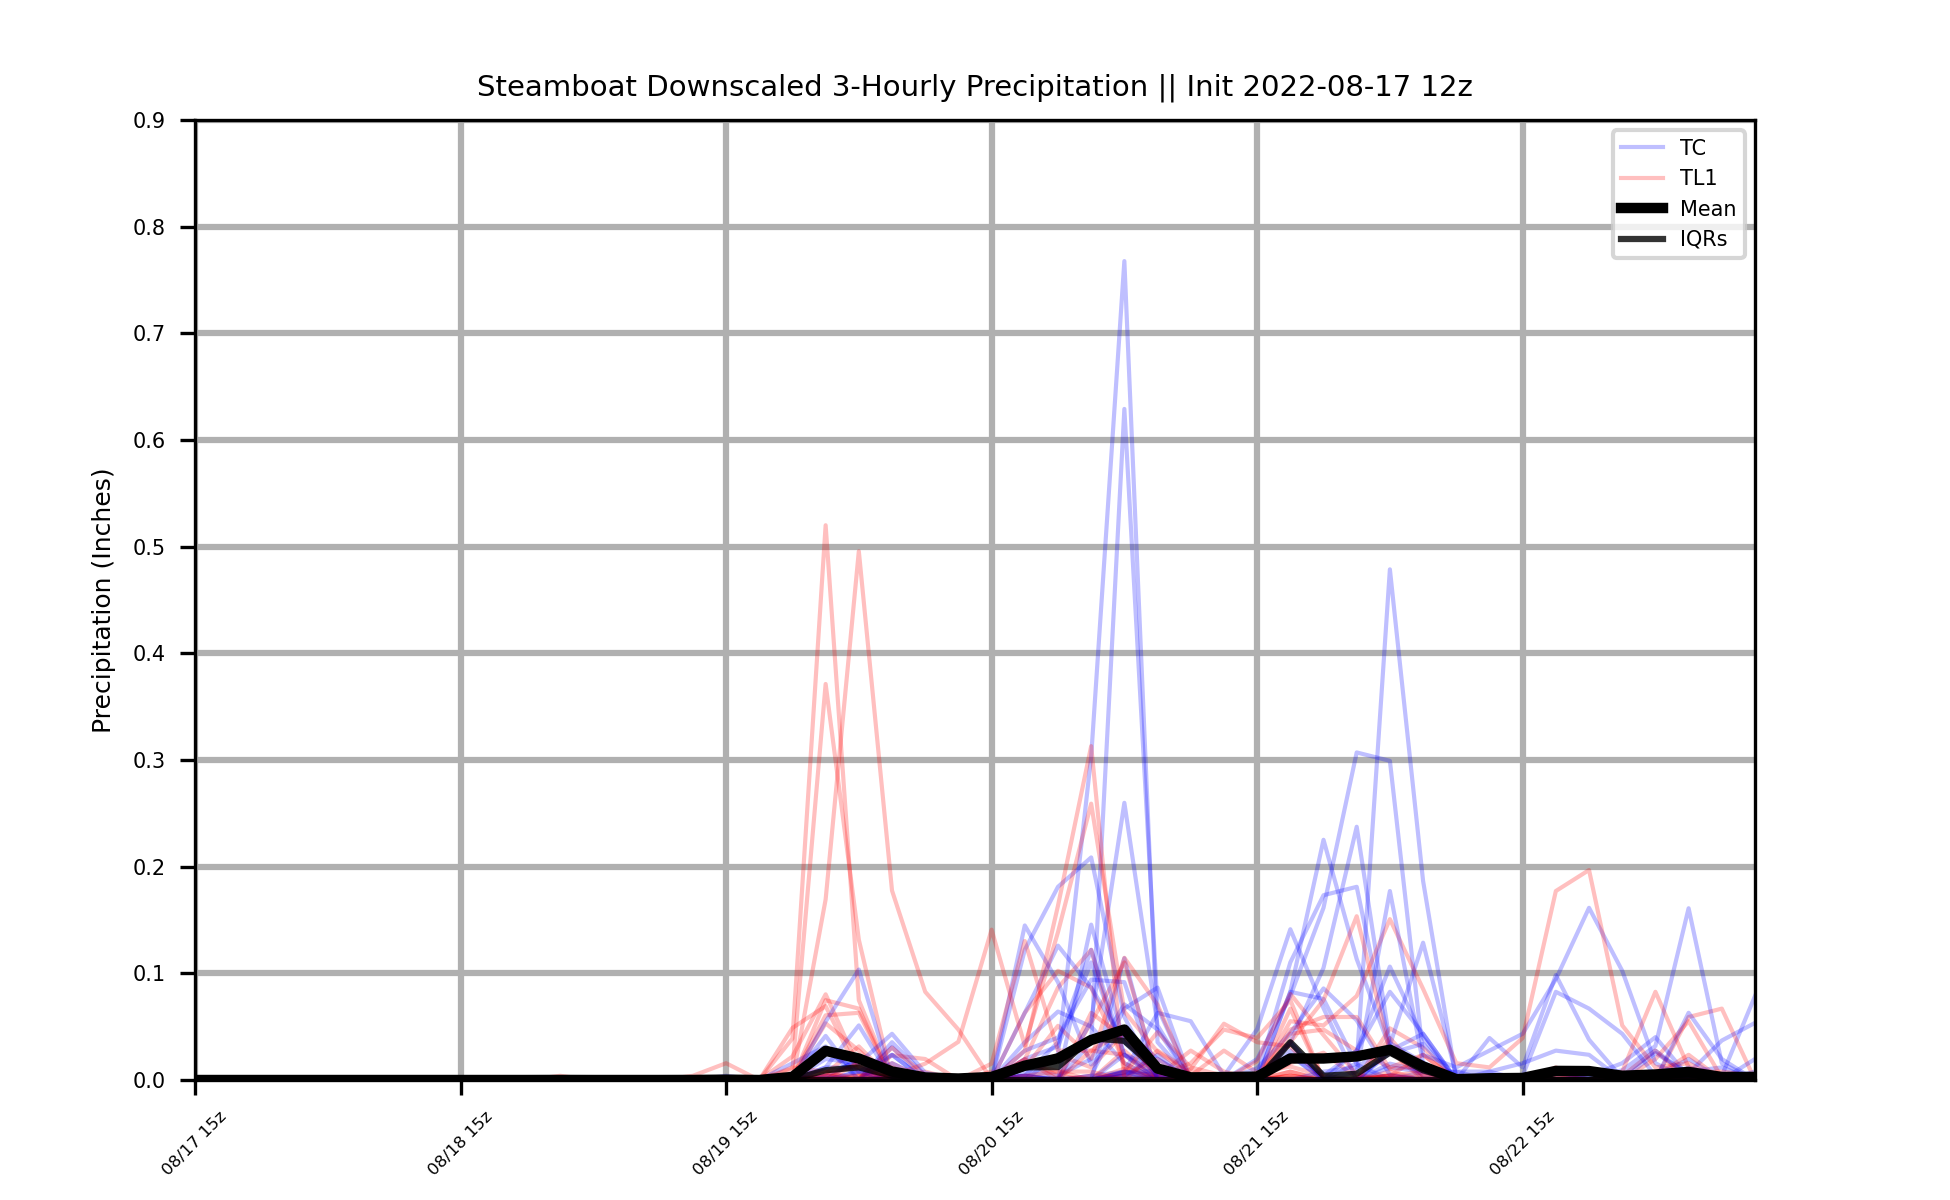 Steamboat Downscaled 3-Hourly Precipitation || Init 2022-08-17 12z
0.9
0.8
0.7
0.6
0.5
0.4
0.3
0.2
0.1
0.0
Precipitation (Inches)
TC
TL1
Mean
IQRs
08/17 15z
08/18 15z
08/19 15z
08/20 15z
08/21 15z
08/22 15z